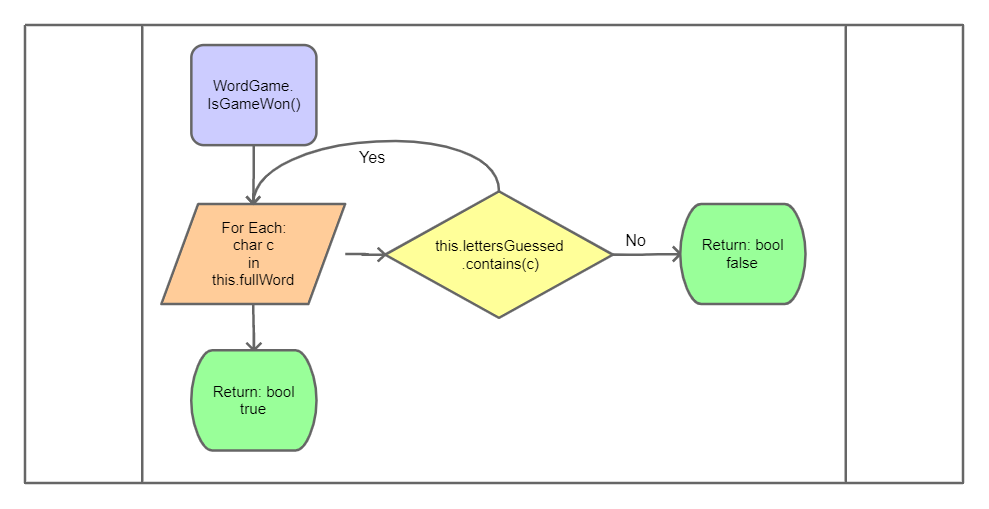 WordGame.
IsGameWon()
Yes
For Each:
char c
in
this.fullWord
this.lettersGuessed
.contains(c)
No
Return: bool
false
Return: bool
true